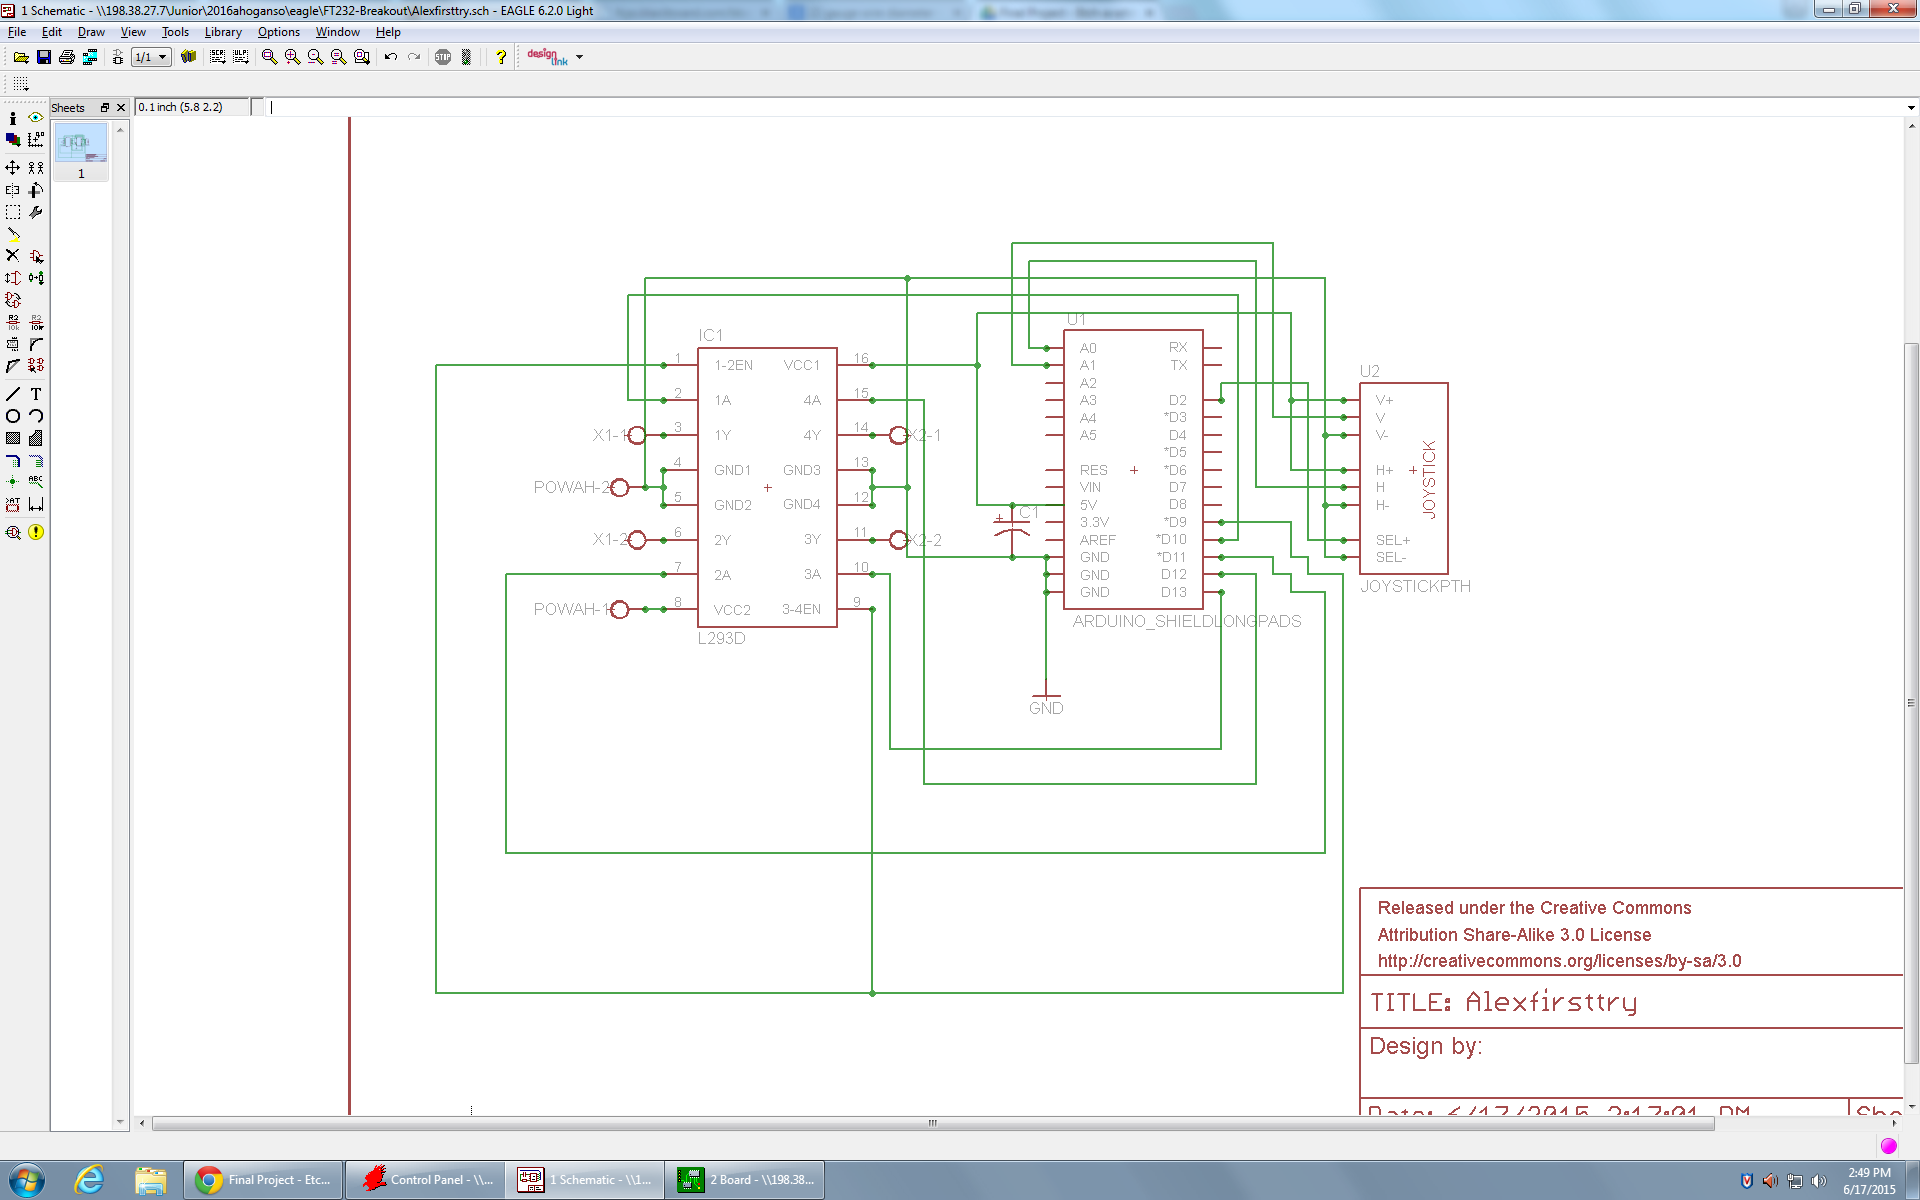 1 Schematic - \\198.38.27.7\Junior\2016ahoganso\eagle\FT232-Breakout\Alexfirsttry.sch - EAGLE 6.2.0 Light
File Edit Draw View Tools Library Options Window Help
1/1
SCR ULP
STOP
?
design link
Sheets
0.1 inch (5.8 2.2)
1
IC1
1 1-2EN VCC1 16
2 1A 4A 15
X1-1 3 1Y 4Y 14 X2-1
4 GND1 GND3 13
POWAH-2
5 GND2 GND4 12
X1-2 6 2Y 3Y 11 X2-2
7 2A 3A 10
POWAH-1 8 VCC2 3-4EN 9
L293D
C1
GND
U1
A0 RX
A1 TX
A2
A3 D2
A4 *D3
A5 D4
*D5
RES *D6
VIN D7
5V D8
3.3V *D9
AREF *D10
GND *D11
GND D12
GND D13
ARDUINO_SHIELDLONGPADS
U2
V+
V
V-
H+
H
H-
SEL+
SEL-
JOYSTICK
JOYSTICKPTH
Released under the Creative Commons
Attribution Share-Alike 3.0 License
http://creativecommons.org/licenses/by-sa/3.0
TITLE: Alexfirsttry
Design by:
Date: 6/17/2015 2:17:01 PM
Final Project - Etc...
Control Panel - \\...
1 Schematic - \\1...
2 Board - \\198.38...
2:49 PM
6/17/2015